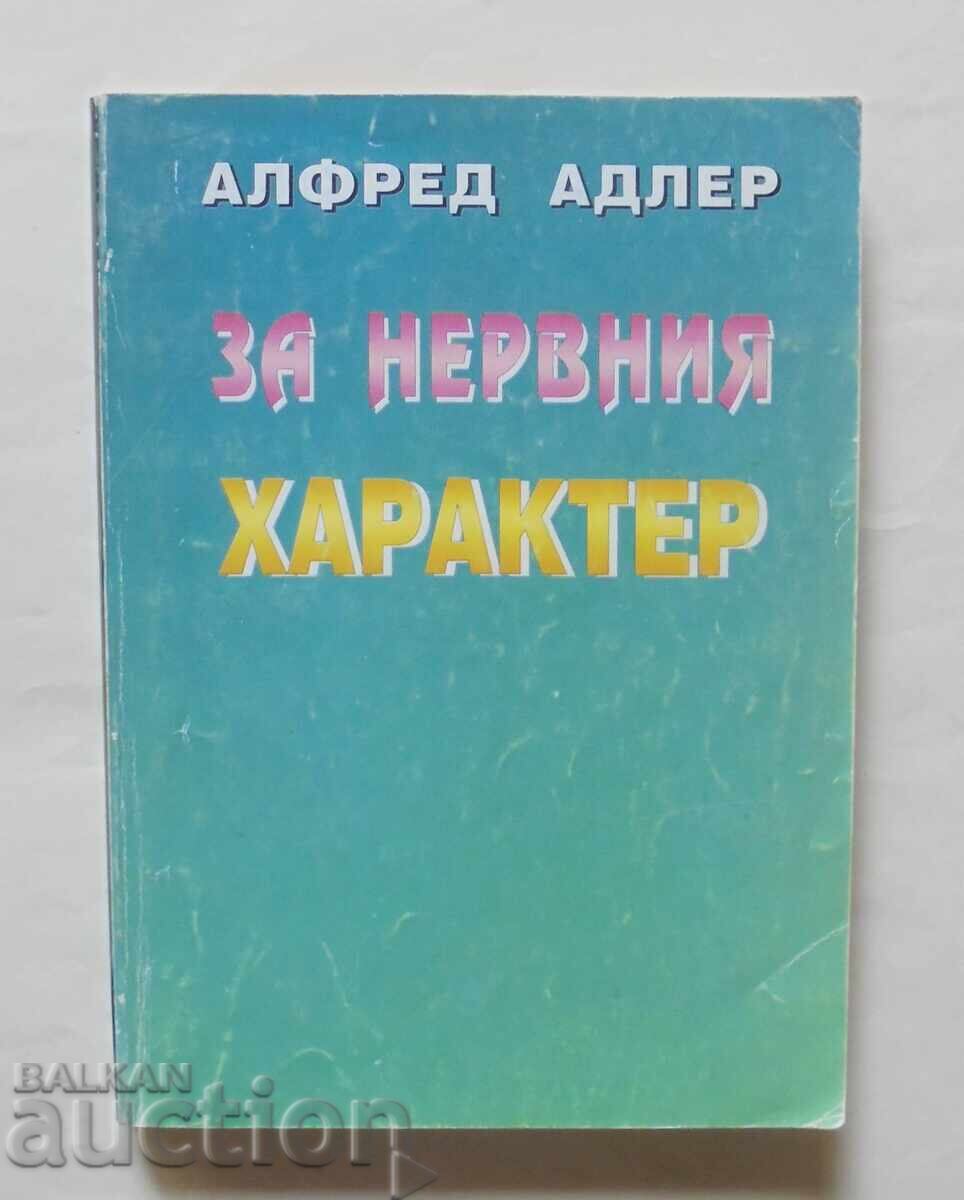 АЛФРЕД АДЛЕР
ЗА НЕРВНИЯ
ХАРАКТЕР
BALKAN
auction